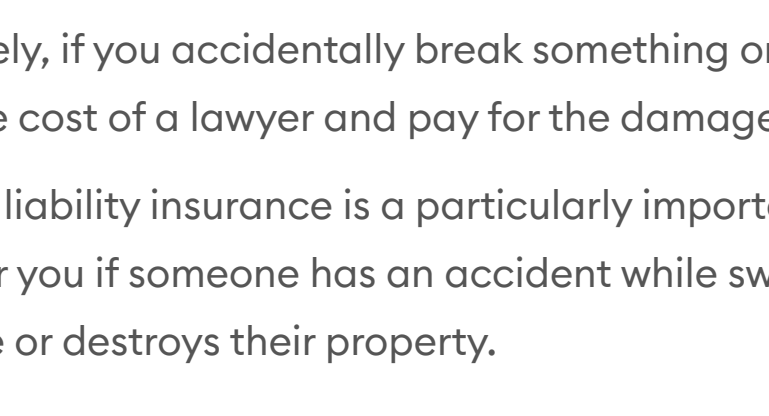 ely, if you accidentally break something or
cost of a lawyer and pay for the damage
liability insurance is a particularly import
you if someone has an accident while sw
or destroys their property.